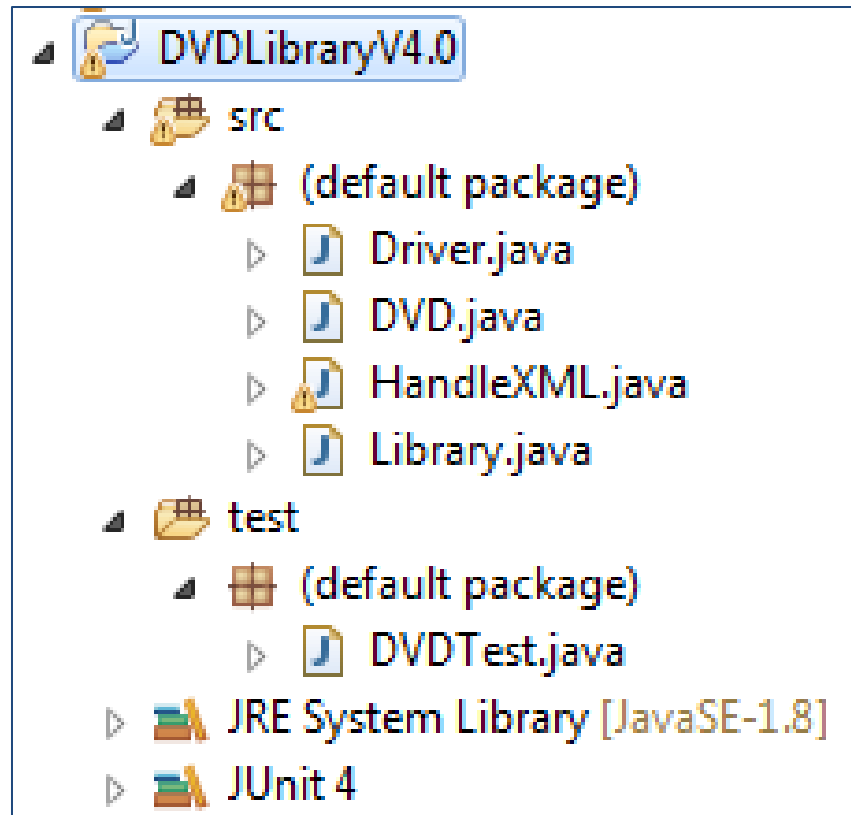 DVDLibraryV4.0
src
(default package)
Driver.java
DVD.java
HandleXML.java
Library.java
test
(default package)
DVDTest.java
JRE System Library [JavaSE-1.8]
JUnit 4